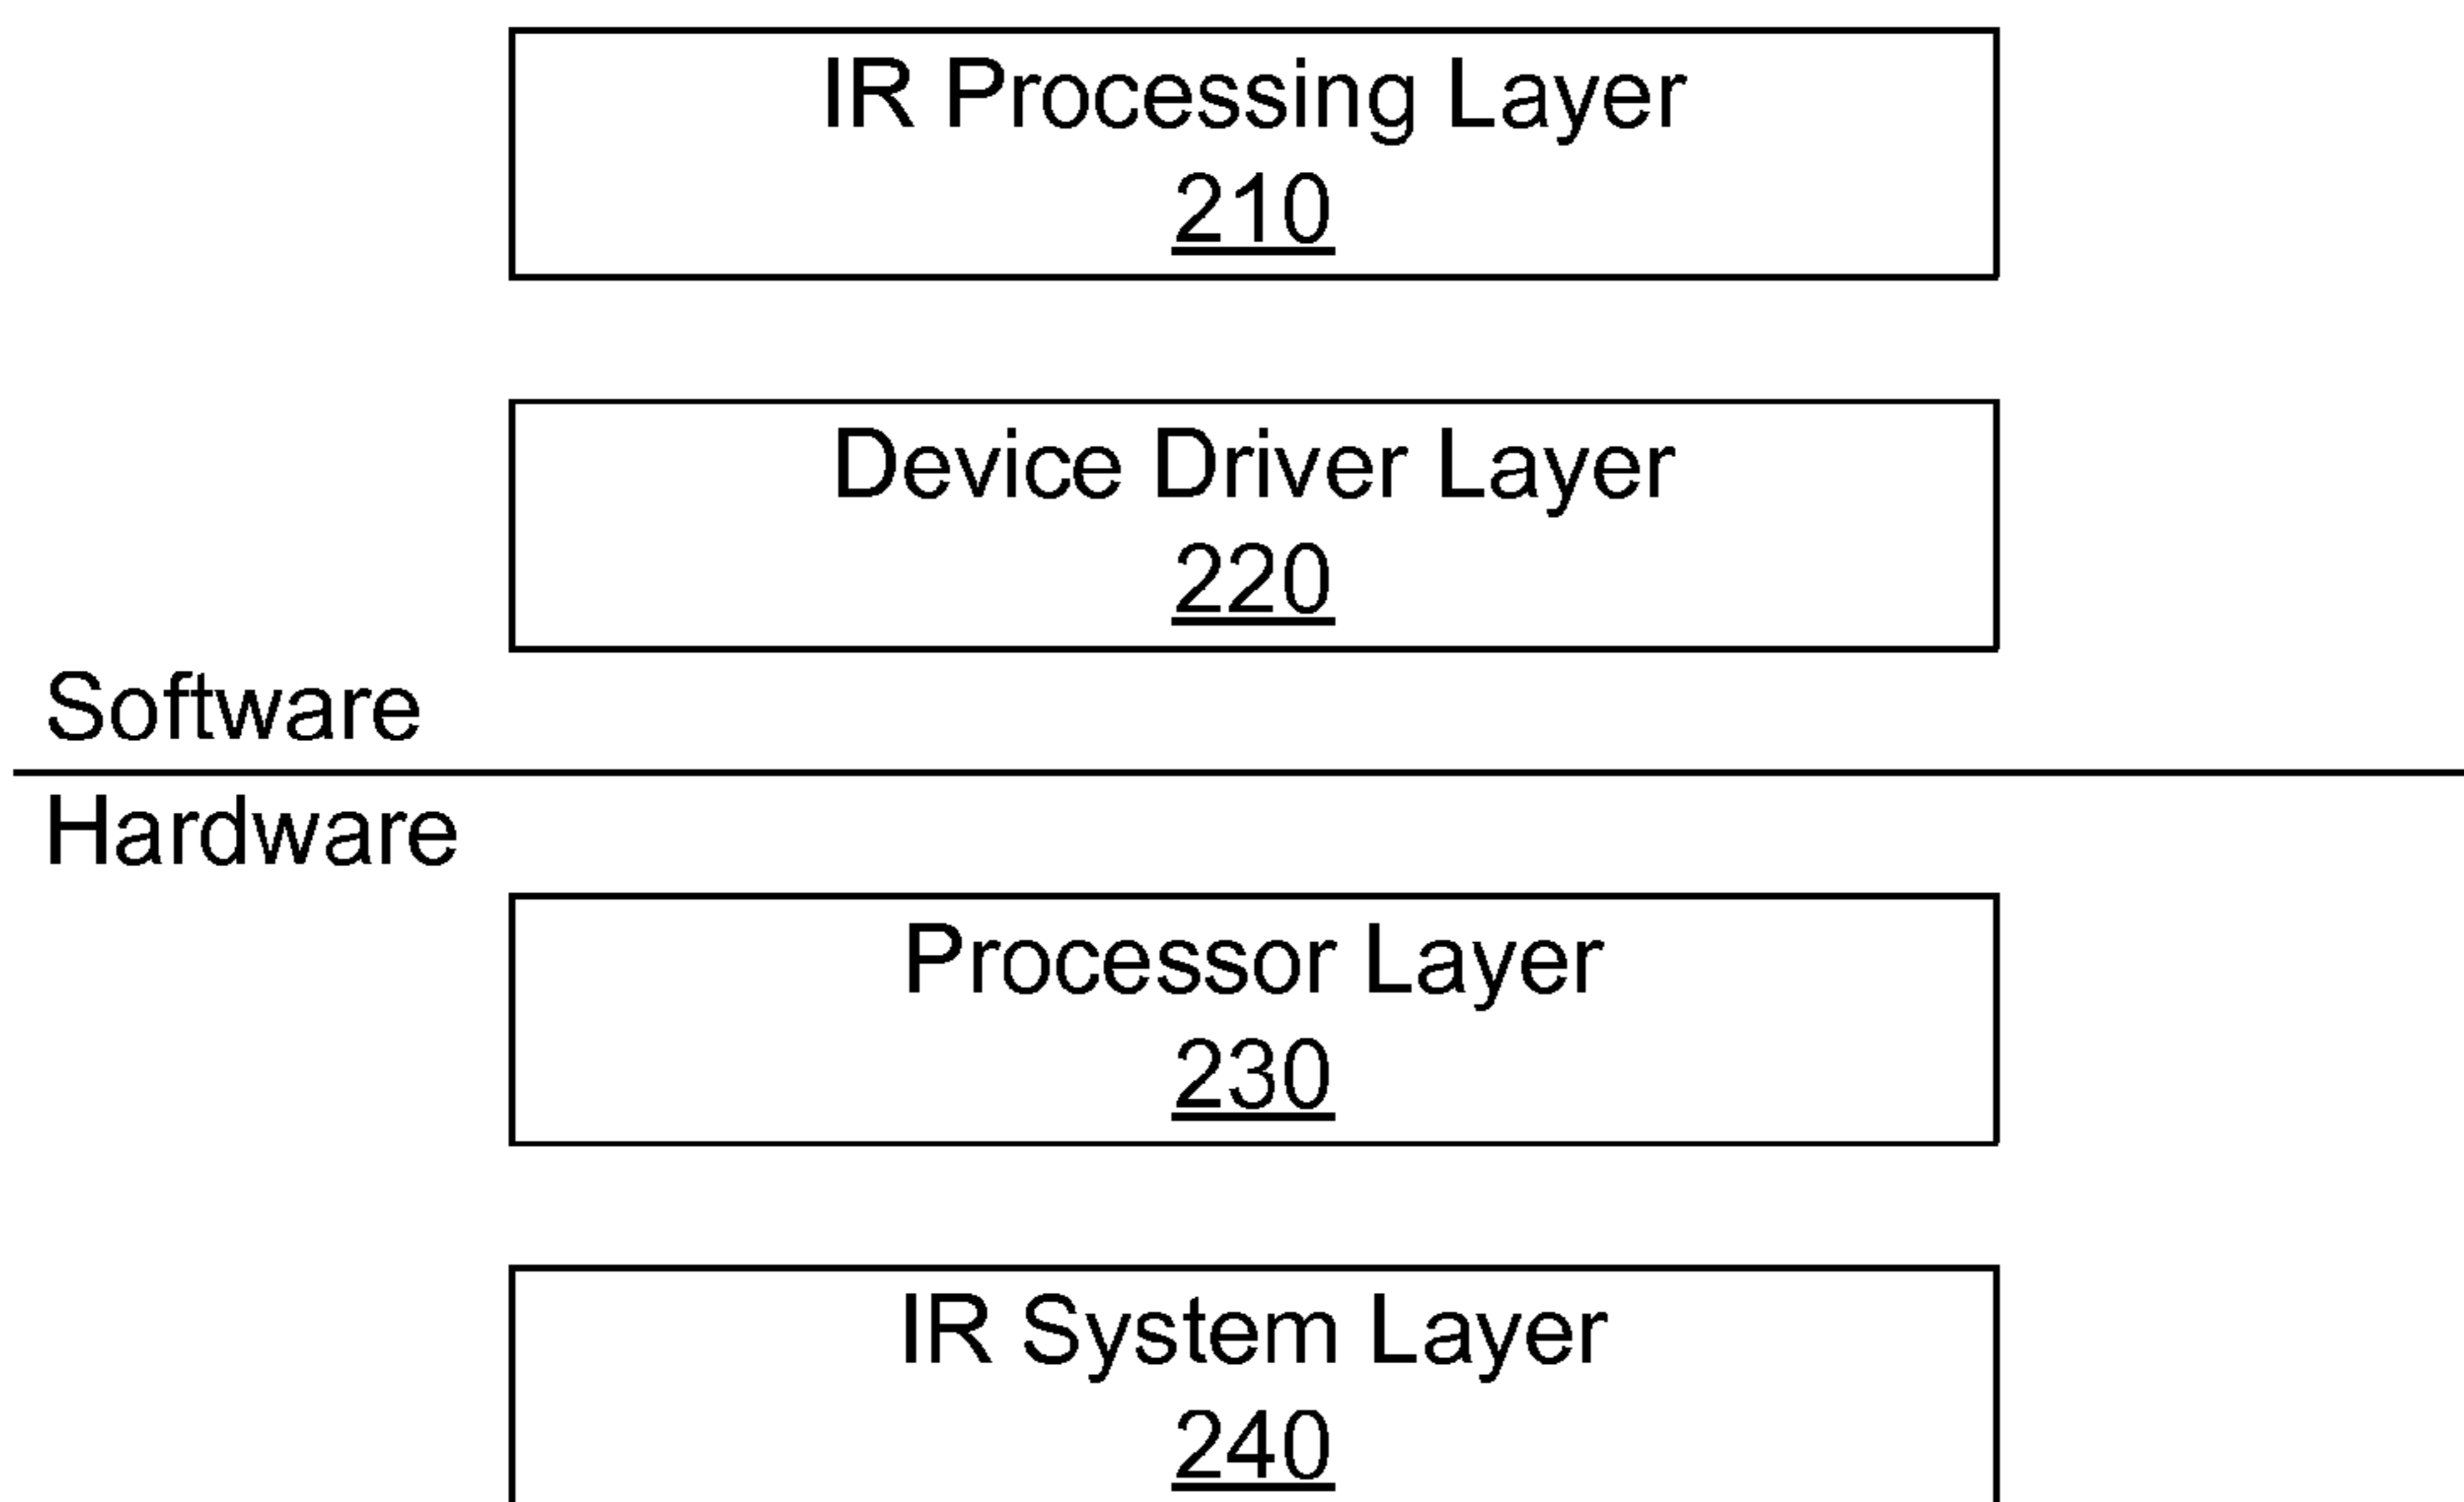 IR Processing Layer
210
Device Driver Layer
220
Software
Hardware
Processor Layer
230
IR System Layer
240